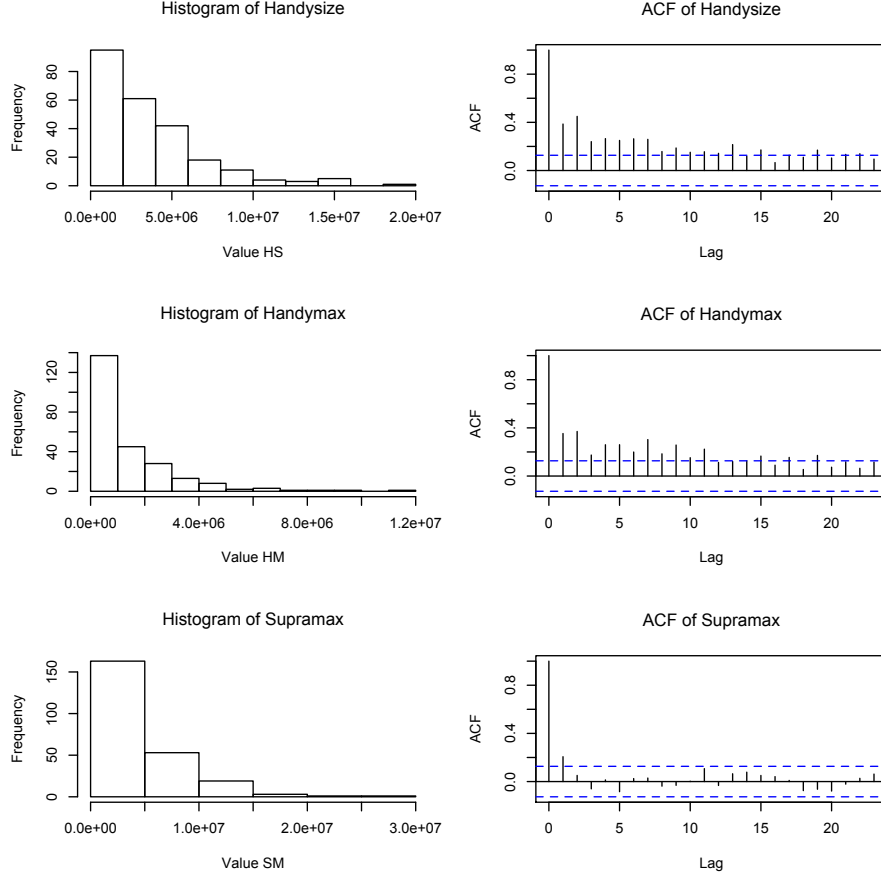 Histogram of Handysize
Frequency
0 20 40 60 80
0.0e+00 5.0e+06 1.0e+07 1.5e+07 2.0e+07
Value HS
ACF of Handysize
ACF
0.0 0.4 0.8
0 5 10 15 20
Lag
Histogram of Handymax
Frequency
0 40 80 120
0.0e+00 4.0e+06 8.0e+06 1.2e+07
Value HM
ACF of Handymax
ACF
0.0 0.4 0.8
0 5 10 15 20
Lag
Histogram of Supramax
Frequency
0 50 100 150
0.0e+00 1.0e+07 2.0e+07 3.0e+07
Value SM
ACF of Supramax
ACF
0.0 0.4 0.8
0 5 10 15 20
Lag